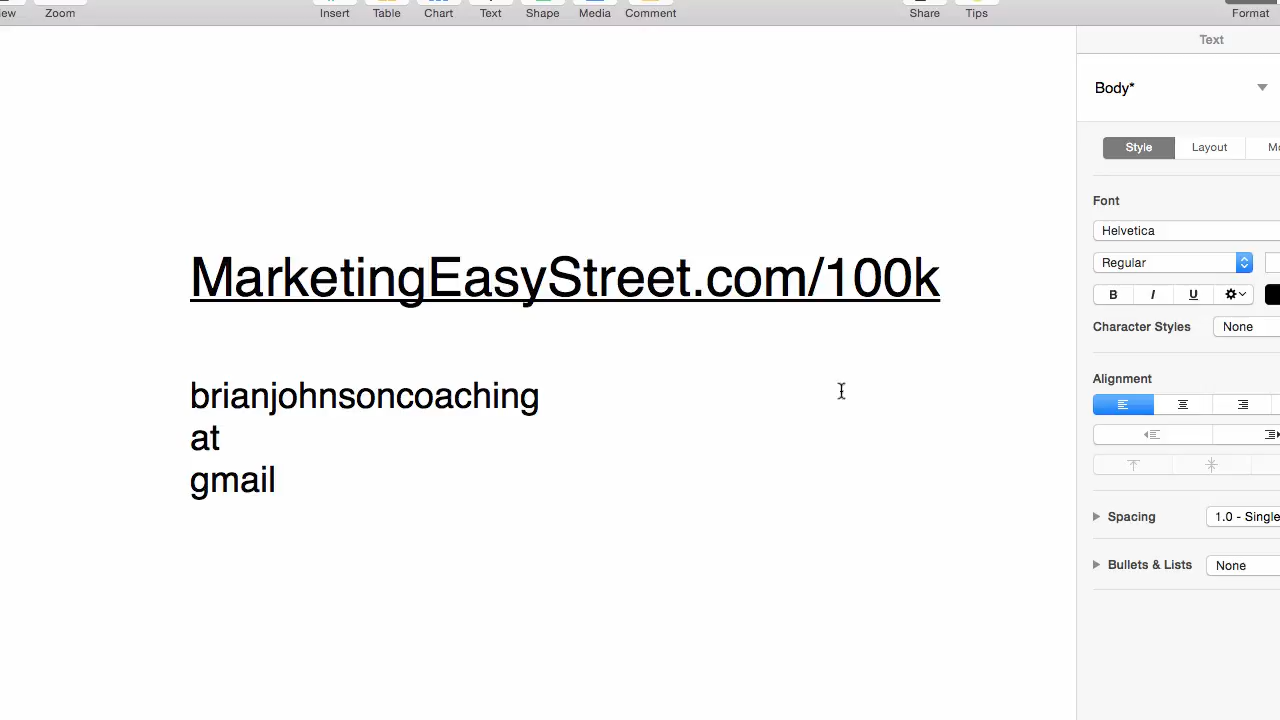 Zoom
Insert
Table
Chart
Text
Shape
Media
Comment
Share
Tips
Format
Text
Body*
Style
Layout
Font
Helvetica
Regular
B I U
Character Styles
None
Alignment
Spacing
1.0 - Single
Bullets & Lists
None
MarketingEasyStreet.com/100k
brianjohnsoncoaching
at
gmail